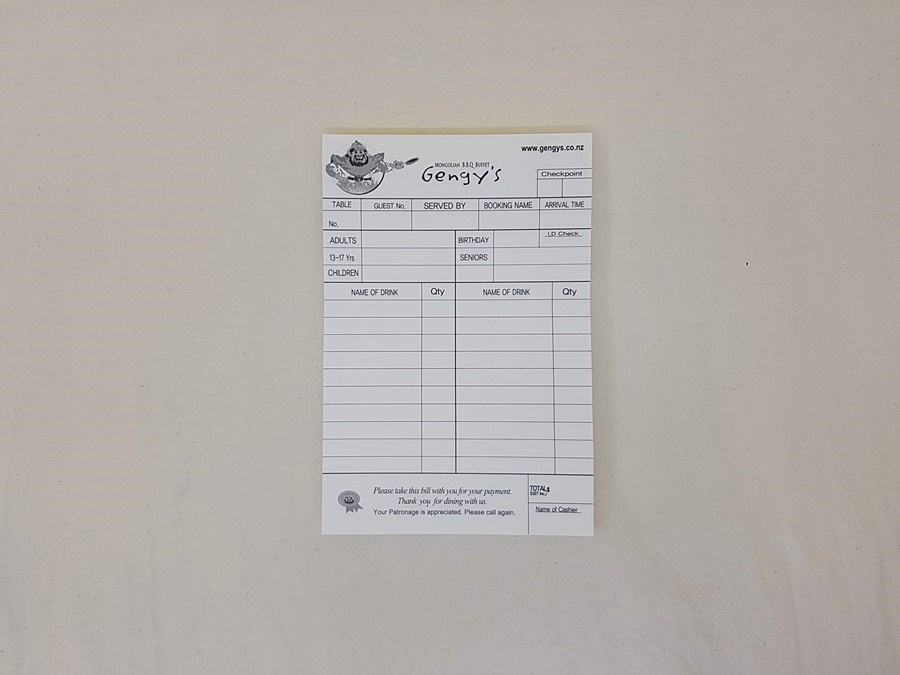 www.gengys.co.nz
MONGOLIAN B.B.Q BUFFET
Gengy's
Checkpoint
TABLE GUEST No. SERVED BY BOOKING NAME ARRIVAL TIME
No.
ADULTS BIRTHDAY I.D Check
13-17 Yrs SENIORS
CHILDREN
NAME OF DRINK Qty NAME OF DRINK Qty
Please take this bill with you for your payment.
Thank you for dining with us.
Your Patronage is appreciated. Please call again.
TOTAL$
(GST Inc.)
Name of Cashier